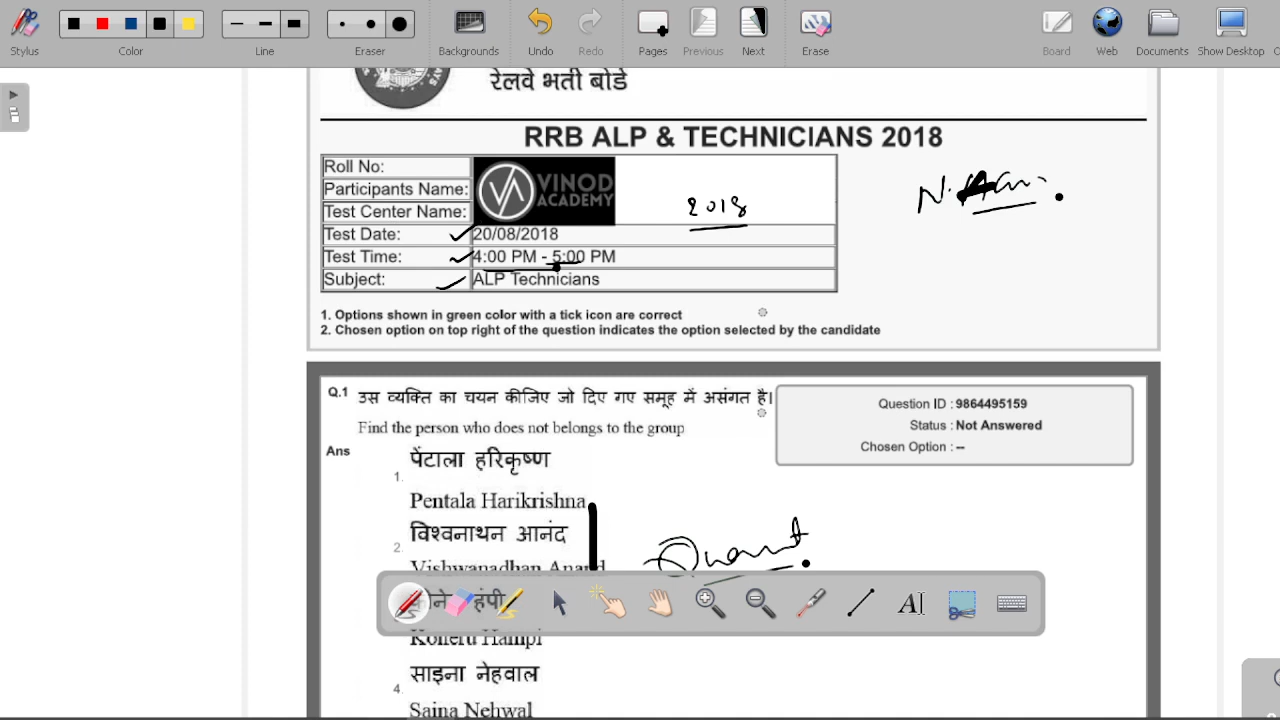 Stylus Color Line Eraser Backgrounds Undo Redo Pages Previous Next Erase Board Web Documents Show Desktop
रेलवे भर्ती बोर्ड
RRB ALP & TECHNICIANS 2018
Roll No:
Participants Name: VINOD
Test Center Name: ACADEMY 2018
Test Date: 20/08/2018
Test Time: 4:00 PM - 5:00 PM
Subject: ALP Technicians
1. Options shown in green color with a tick icon are correct
2. Chosen option on top right of the question indicates the option selected by the candidate
Q.1 उस व्यक्ति का चयन कीजिए जो दिए गए समूह में असंगत है।
Find the person who does not belongs to the group
Question ID : 9864495159
Status : Not Answered
Chosen Option : --
Ans
पेंटाला हरिकृष्ण
1.
Pentala Harikrishna
विश्वनाथन आनंद
2.
Vishwanadhan Anand
Quant
हंपी
Koneru Hampi
साइना नेहवाल
4.
Saina Nehwal